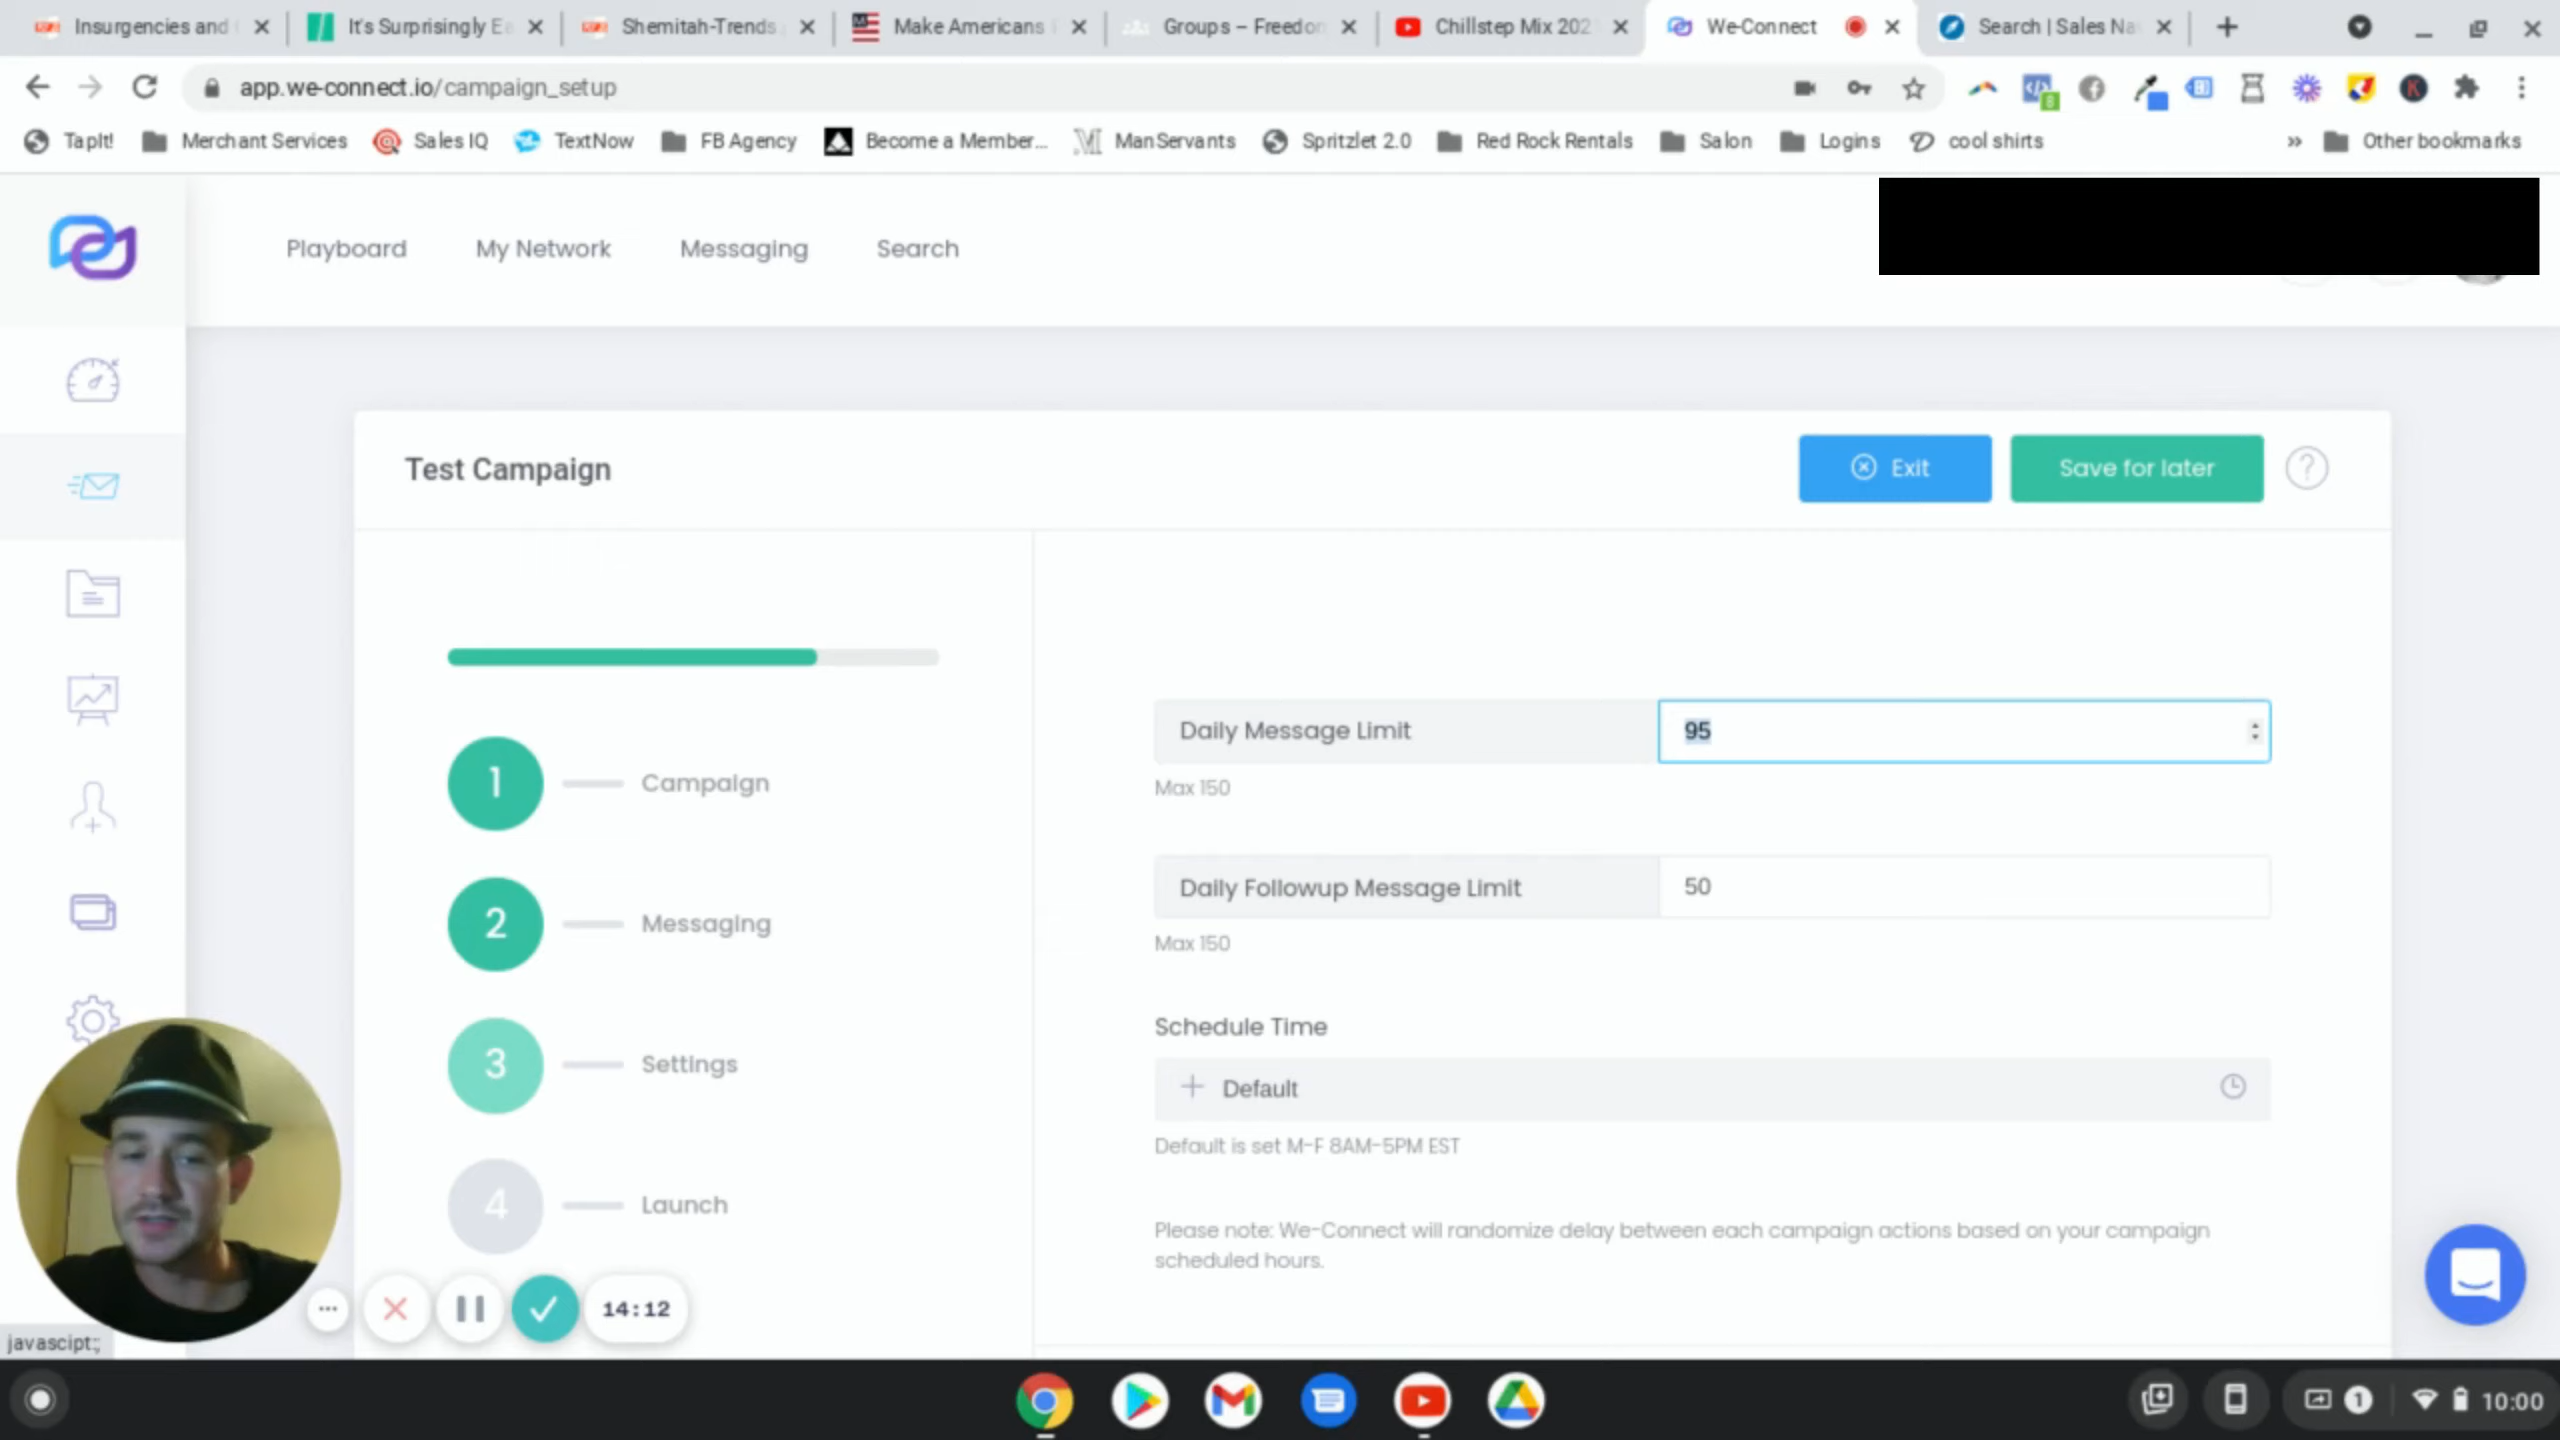 Insurgencies and
It's Surprisingly Ea
Shemitah-Trends
Make Americans
Groups – Freedom
Chillstep Mix 202
We-Connect
Search | Sales Na
app.we-connect.io/campaign_setup
8
TapIt!
Merchant Services
Sales IQ
TextNow
FB Agency
Become a Member...
ManServants
Spritzlet 2.0
Red Rock Rentals
Salon
Logins
cool shirts
»
Other bookmarks
Playboard
My Network
Messaging
Search
Test Campaign
Exit
Save for later
?
1
Campaign
2
Messaging
3
Settings
4
Launch
Daily Message Limit
95
Max 150
Daily Followup Message Limit
50
Max 150
Schedule Time
+ Default
Default is set M-F 8AM-5PM EST
Please note: We-Connect will randomize delay between each campaign actions based on your campaign
scheduled hours.
14:12
javascipt:;
1
10:00